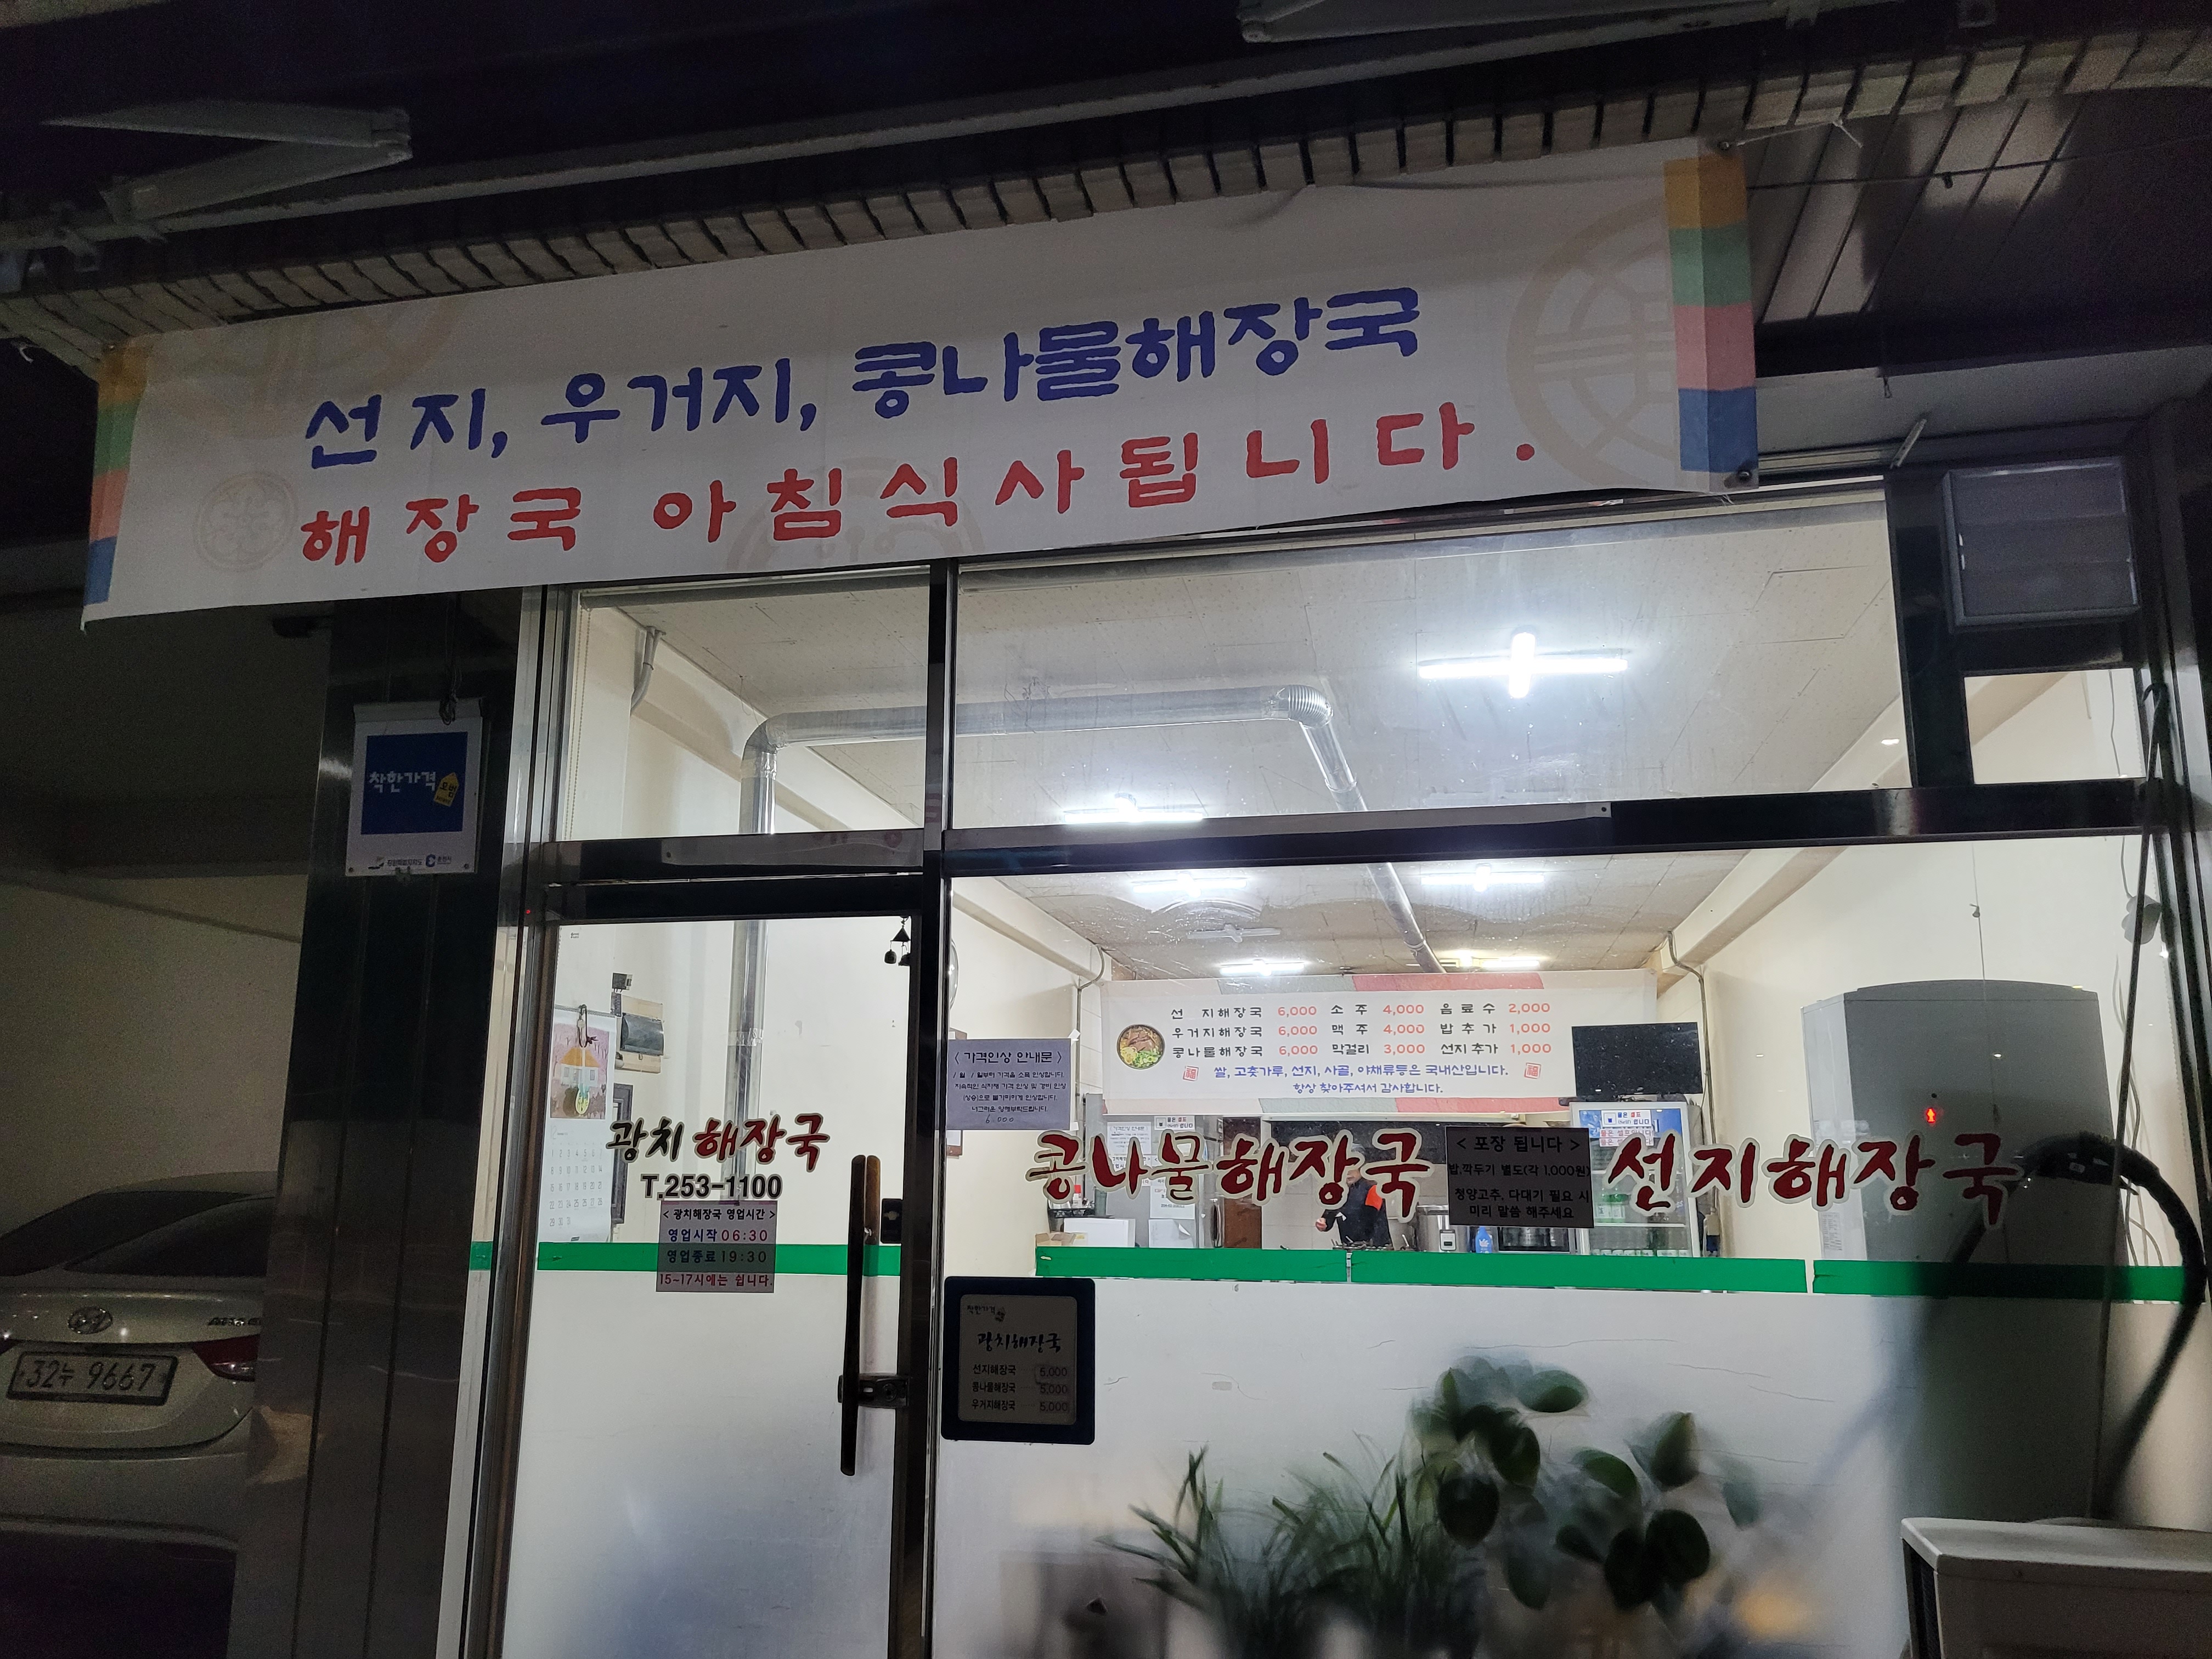 선지, 우거지, 콩나물해장국
해장국 아침식사됩니다.
착한가격
모범
춘천시
선 지해장국 6,000 소 주 4,000 음 료 수 2,000
우거지해장국 6,000 맥 주 4,000 밥 추 가 1,000
콩나물해장국 6,000 막걸리 3,000 선지추가 1,000
쌀, 고춧가루, 선지, 사골, 야채류등은 국내산입니다.
항상 찾아주셔서 감사합니다.
< 가격인상 안내문 >
6,000
광치 해장국
T.253-1100
< 광치해장국 영업시간 >
영업시작 06:30
영업종료 19:30
15~17시에는 쉽니다.
콩나물해장국
< 포장 됩니다 >
밥,깍두기 별도(각 1,000원)
청양고추, 다대기 필요 시
미리 말씀 해주세요
선지해장국
착한가격
광치해장국
선지해장국 5,000
콩나물해장국 5,000
우거지해장국 5,000
32누 9667